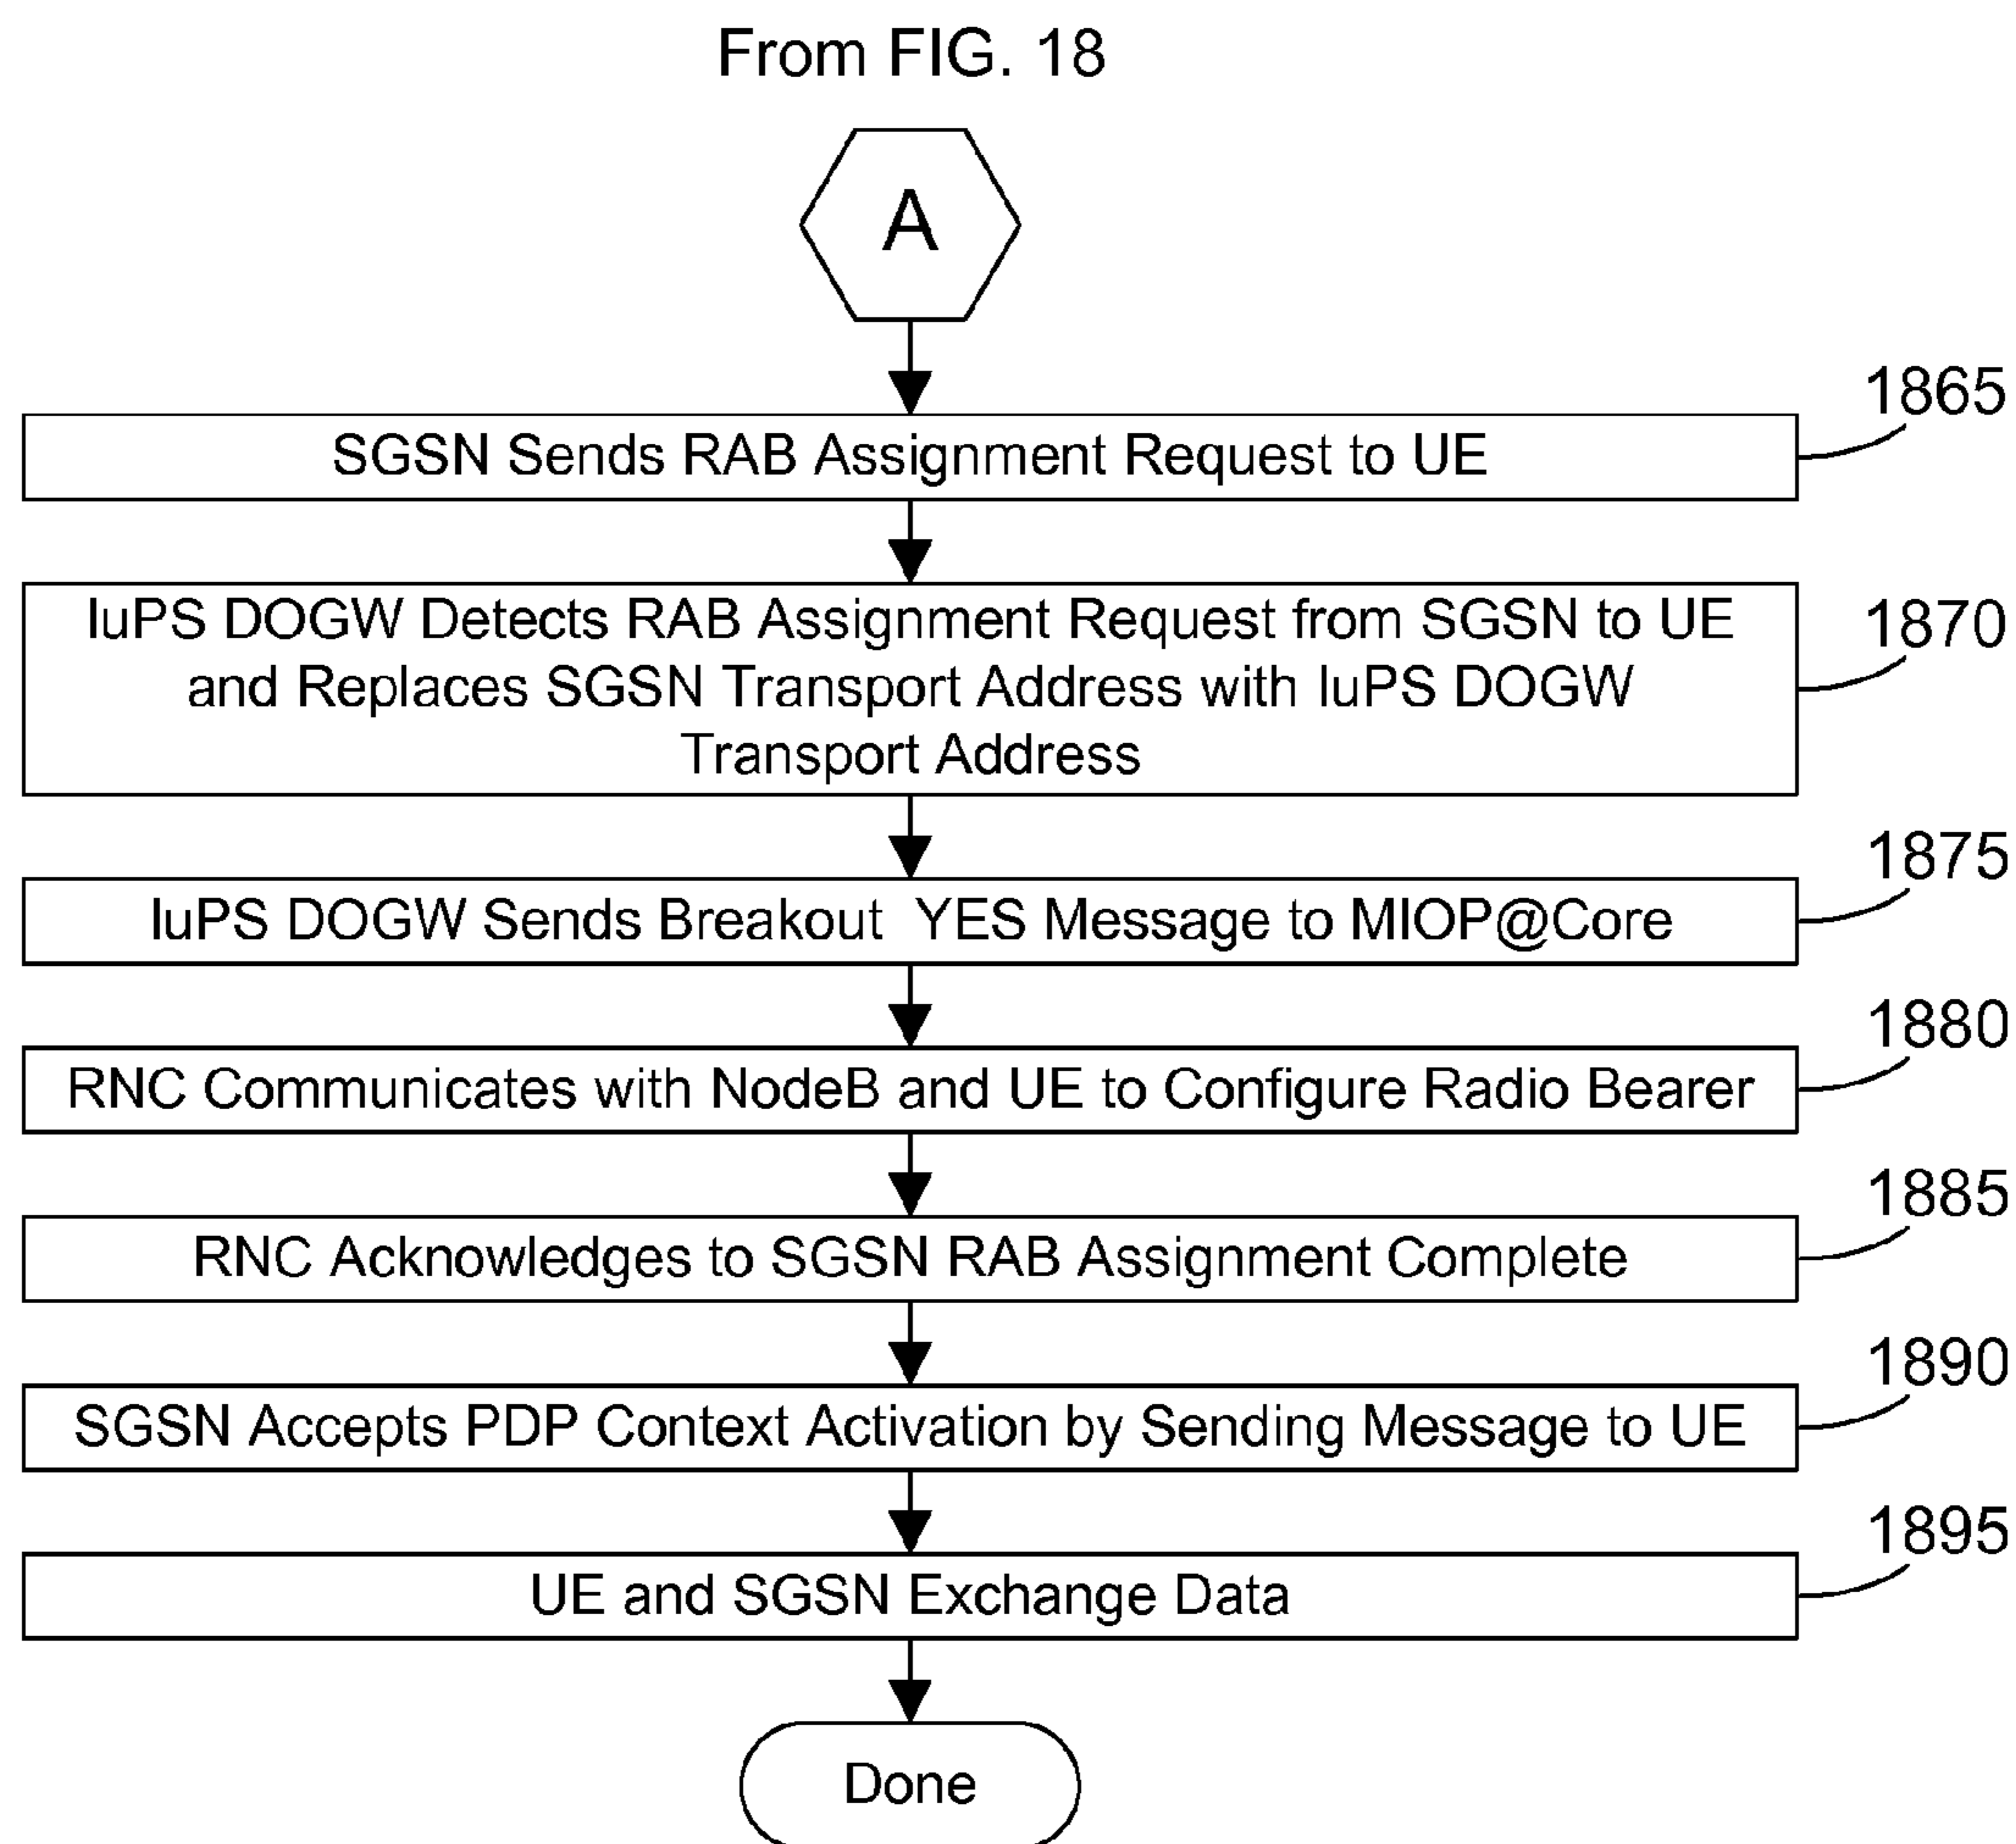 From FIG. 18
A
1865
SGSN Sends RAB Assignment Request to UE
IuPS DOGW Detects RAB Assignment Request from SGSN to UE
1870
and Replaces SGSN Transport Address with IuPS DOGW
Transport Address
1875
IuPS DOGW Sends Breakout YES Message to MIOP@Core
1880
RNC Communicates with NodeB and UE to Configure Radio Bearer
1885
RNC Acknowledges to SGSN RAB Assignment Complete
1890
SGSN Accepts PDP Context Activation by Sending Message to UE
1895
UE and SGSN Exchange Data
Done